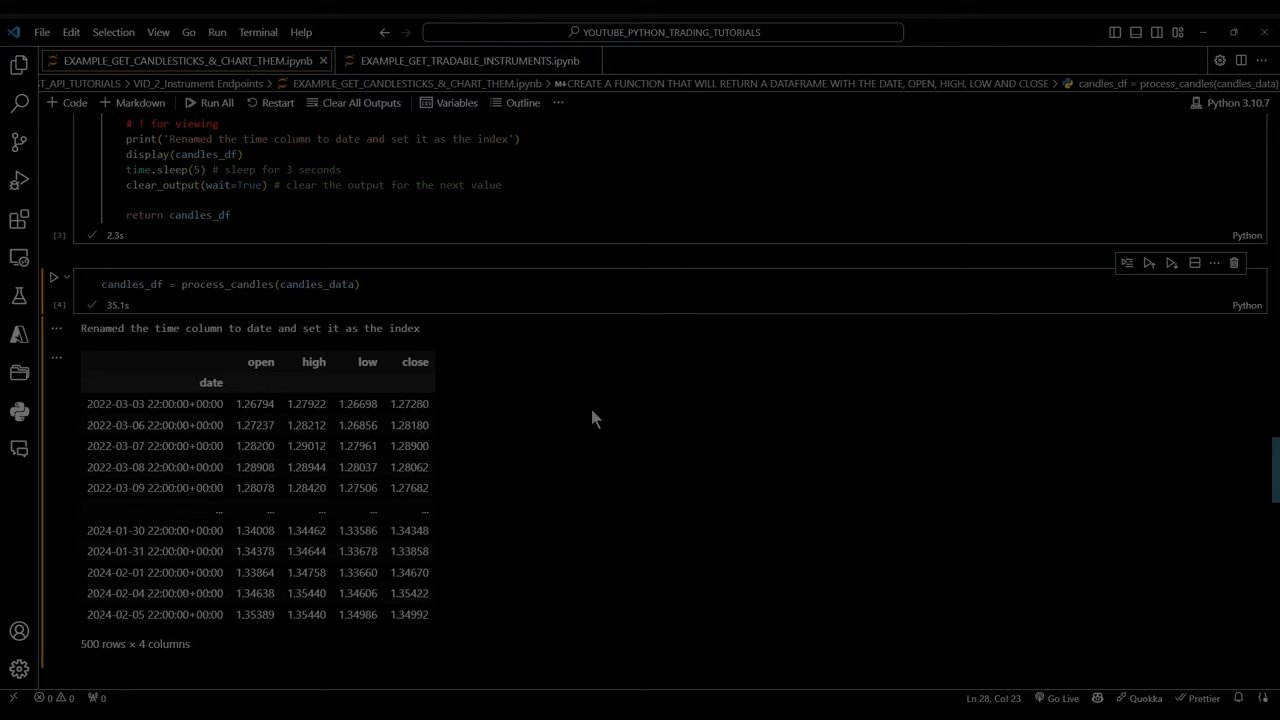 File Edit Selection View Go Run Terminal Help
YOUTUBE_PYTHON_TRADING_TUTORIALS
EXAMPLE_GET_CANDLESTICKS_&_CHART_THEM.ipynb
EXAMPLE_GET_TRADABLE_INSTRUMENTS.ipynb
ST_API_TUTORIALS > VID_2_Instrument Endpoints > EXAMPLE_GET_CANDLESTICKS_&_CHART_THEM.ipynb > M↓CREATE A FUNCTION THAT WILL RETURN A DATAFRAME WITH THE DATE, OPEN, HIGH, LOW AND CLOSE > candles_df = process_candles(candles_data)
+ Code + Markdown Run All Restart Clear All Outputs Variables Outline ...
Python 3.10.7
# ! for viewing
print('Renamed the time column to date and set it as the index')
display(candles_df)
time.sleep(5) # sleep for 3 seconds
clear_output(wait=True) # clear the output for the next value
return candles_df
[3] 2.3s Python
candles_df = process_candles(candles_data)
[4] 35.1s Python
Renamed the time column to date and set it as the index
open high low close
date
2022-03-03 22:00:00+00:00 1.26794 1.27922 1.26698 1.27280
2022-03-06 22:00:00+00:00 1.27237 1.28212 1.26856 1.28180
2022-03-07 22:00:00+00:00 1.28200 1.29012 1.27961 1.28900
2022-03-08 22:00:00+00:00 1.28908 1.28944 1.28037 1.28062
2022-03-09 22:00:00+00:00 1.28078 1.28420 1.27506 1.27682
... ... ... ... ...
2024-01-30 22:00:00+00:00 1.34008 1.34462 1.33586 1.34348
2024-01-31 22:00:00+00:00 1.34378 1.34644 1.33678 1.33858
2024-02-01 22:00:00+00:00 1.33864 1.34758 1.33660 1.34670
2024-02-04 22:00:00+00:00 1.34638 1.35440 1.34606 1.35422
2024-02-05 22:00:00+00:00 1.35389 1.35440 1.34986 1.34992
500 rows × 4 columns
0 0 0 Ln 28, Col 23 Go Live Quokka Prettier